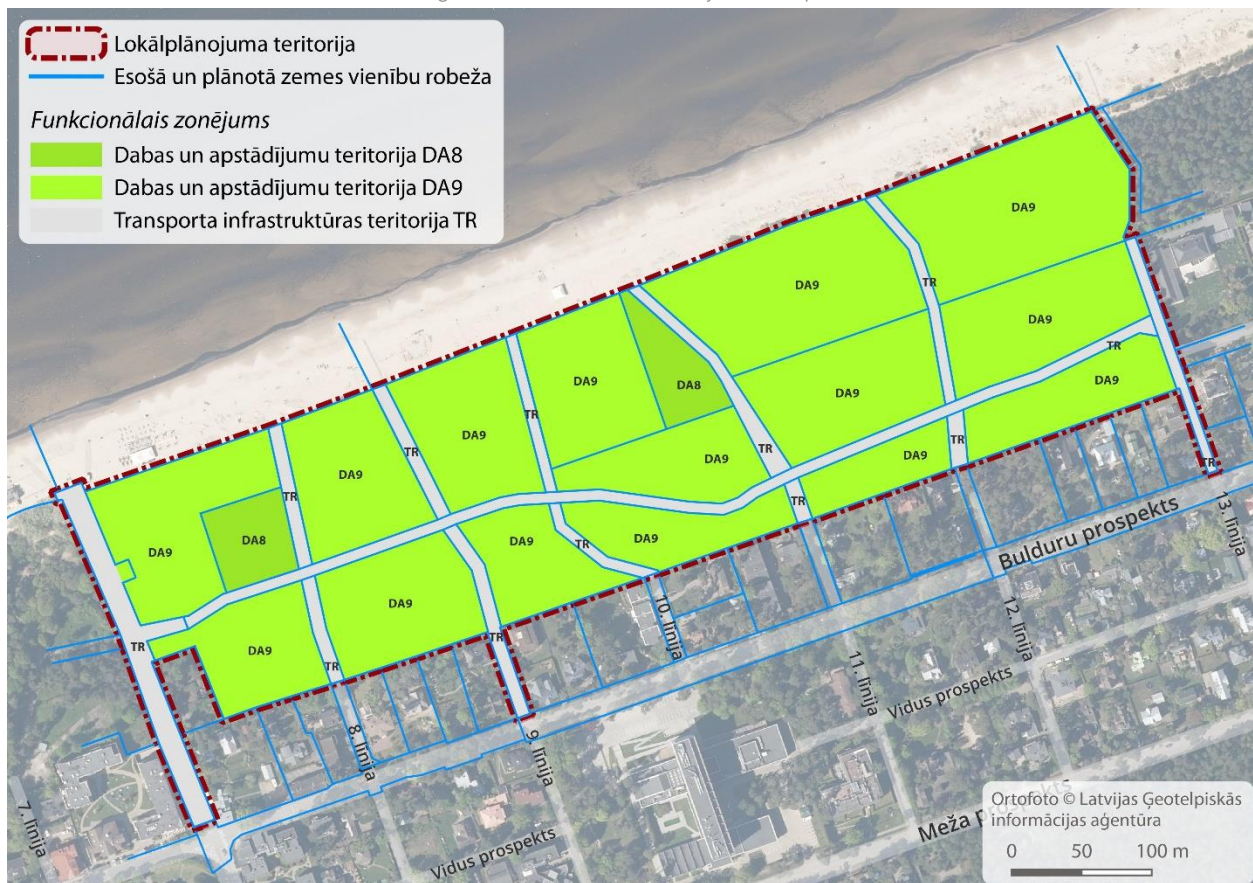 Lokālplānojuma teritorija
Esošā un plānotā zemes vienību robeža
Funkcionālais zonējums
Dabas un apstādījumu teritorija DA8
Dabas un apstādījumu teritorija DA9
Transporta infrastruktūras teritorija TR
DA9
DA9
TR
DA9
DA9
TR
DA9
DA8
DA9
TR
DA9
DA9
TR
DA9
DA9
TR
TR
DA9
TR
DA9
DA8
TR
DA9
DA9
TR
DA9
TR
DA9
TR
TR
TR
Bulduru prospekts
13. līnija
10. līnija
12. līnija
11. līnija
Vidus prospekts
8. līnija
9. līnija
7. līnija
Vidus prospekts
Meža pro
Ortofoto © Latvijas Ģeotelpiskās
informācijas aģentūra
0 50 100 m